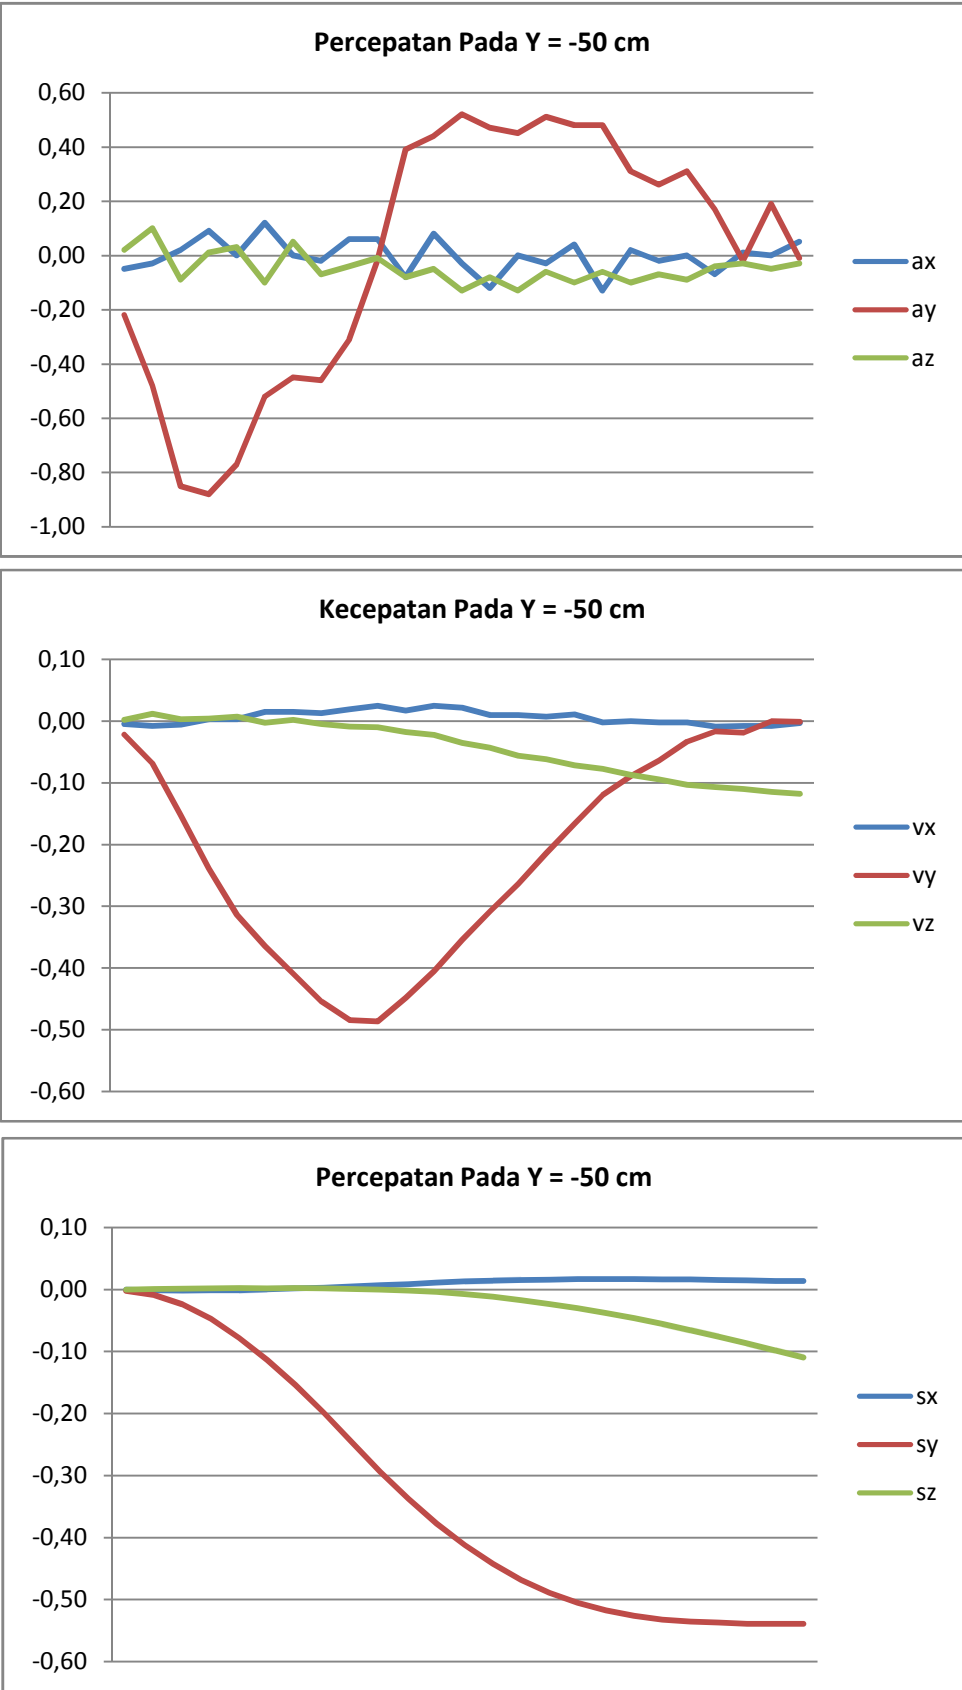 Percepatan Pada Y = -50 cm
0,60
0,40
0,20
0,00
-0,20
-0,40
-0,60
-0,80
-1,00
ax
ay
az
Kecepatan Pada Y = -50 cm
0,10
0,00
-0,10
-0,20
-0,30
-0,40
-0,50
-0,60
vx
vy
vz
Percepatan Pada Y = -50 cm
0,10
0,00
-0,10
-0,20
-0,30
-0,40
-0,50
-0,60
sx
sy
sz